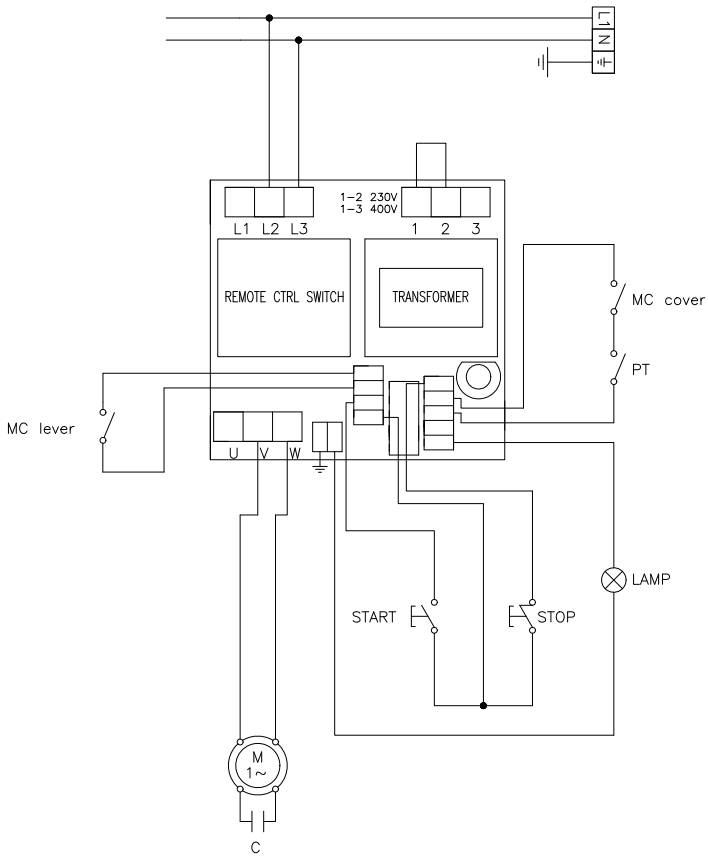 L1
N
1-2 230V
1-3 400V
L1 L2 L3
1 2 3
REMOTE CTRL SWITCH
TRANSFORMER
MC cover
PT
MC lever
U V W
LAMP
START
STOP
M
1~
C